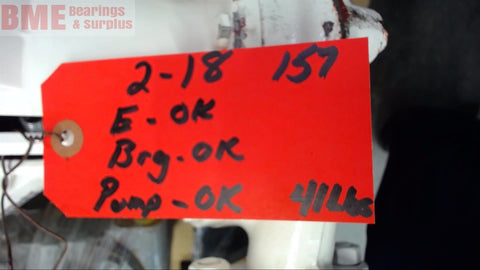 BME Bearings & Surplus
2-18 157
E-OK
Brg-OK
Pump-OK 41Lbs